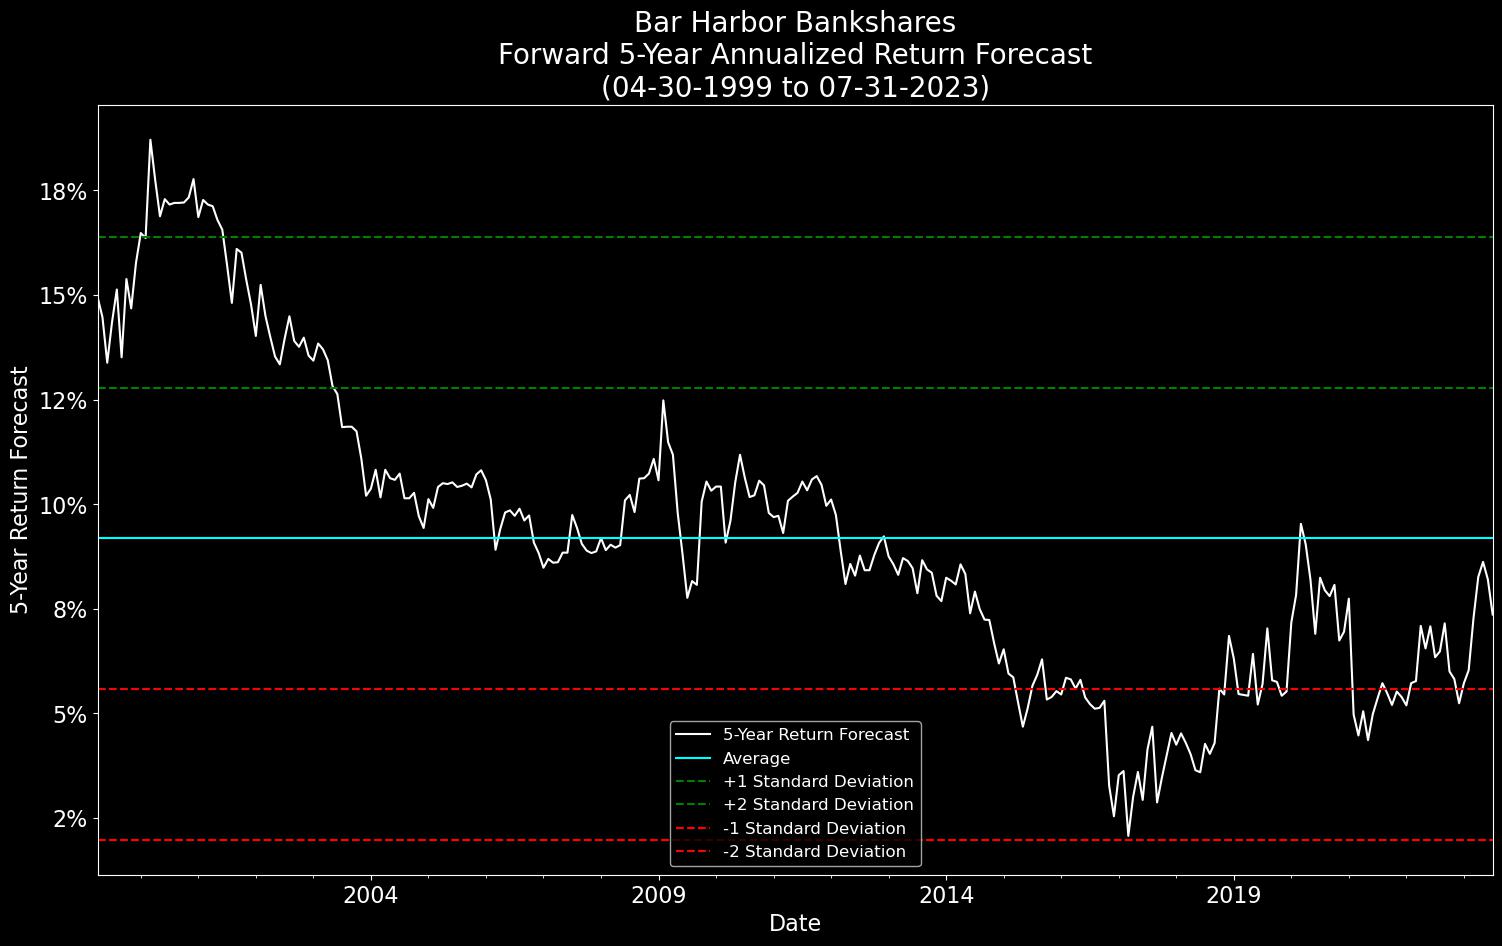 Bar Harbor Bankshares
Forward 5-Year Annualized Return Forecast
(04-30-1999 to 07-31-2023)
5-Year Return Forecast
18%
15%
12%
10%
8%
5%
2%
5-Year Return Forecast
Average
+1 Standard Deviation
+2 Standard Deviation
-1 Standard Deviation
-2 Standard Deviation
2004
2009
2014
2019
Date